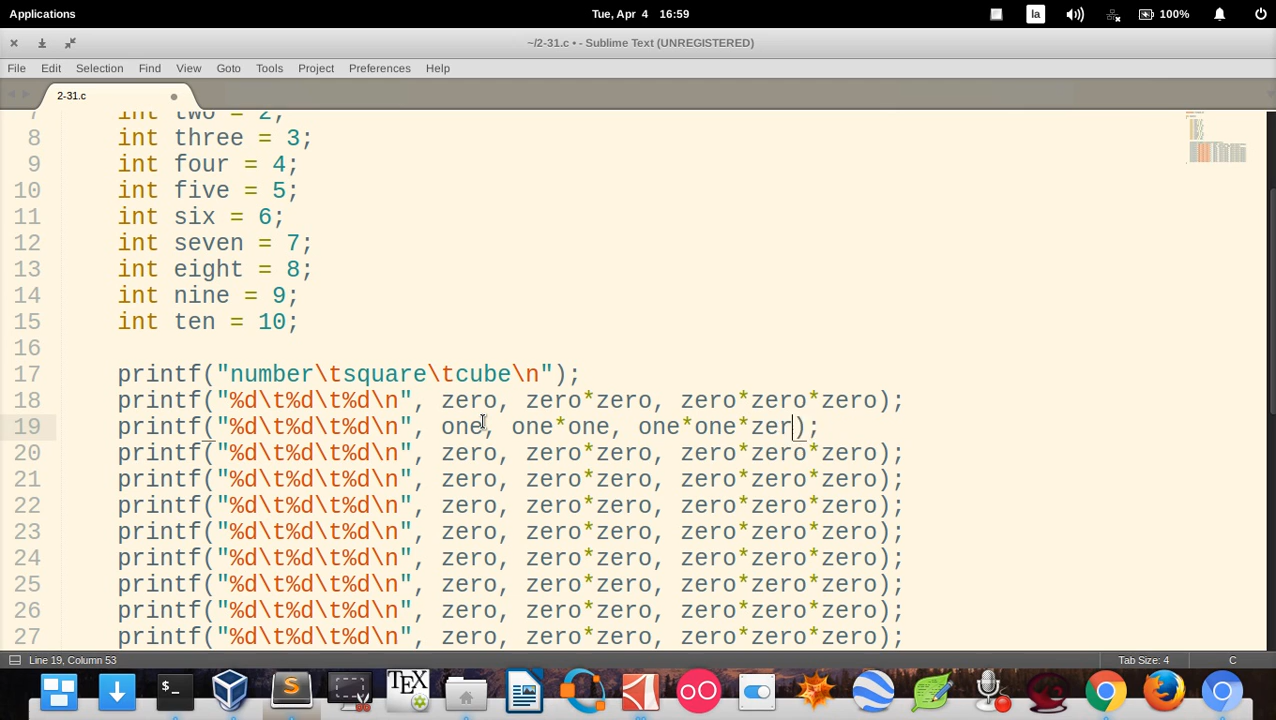 Applications
Tue, Apr 4 16:59
la
100%
~/2-31.c • - Sublime Text (UNREGISTERED)
File Edit Selection Find View Goto Tools Project Preferences Help
2-31.c
7 int two = 2;
8 int three = 3;
9 int four = 4;
10 int five = 5;
11 int six = 6;
12 int seven = 7;
13 int eight = 8;
14 int nine = 9;
15 int ten = 10;
16
17 printf("number\tsquare\tcube\n");
18 printf("%d\t%d\t%d\n", zero, zero*zero, zero*zero*zero);
19 printf("%d\t%d\t%d\n", one, one*one, one*one*zer);
20 printf("%d\t%d\t%d\n", zero, zero*zero, zero*zero*zero);
21 printf("%d\t%d\t%d\n", zero, zero*zero, zero*zero*zero);
22 printf("%d\t%d\t%d\n", zero, zero*zero, zero*zero*zero);
23 printf("%d\t%d\t%d\n", zero, zero*zero, zero*zero*zero);
24 printf("%d\t%d\t%d\n", zero, zero*zero, zero*zero*zero);
25 printf("%d\t%d\t%d\n", zero, zero*zero, zero*zero*zero);
26 printf("%d\t%d\t%d\n", zero, zero*zero, zero*zero*zero);
27 printf("%d\t%d\t%d\n", zero, zero*zero, zero*zero*zero);
Line 19, Column 53
Tab Size: 4
C
>_
S
TEX